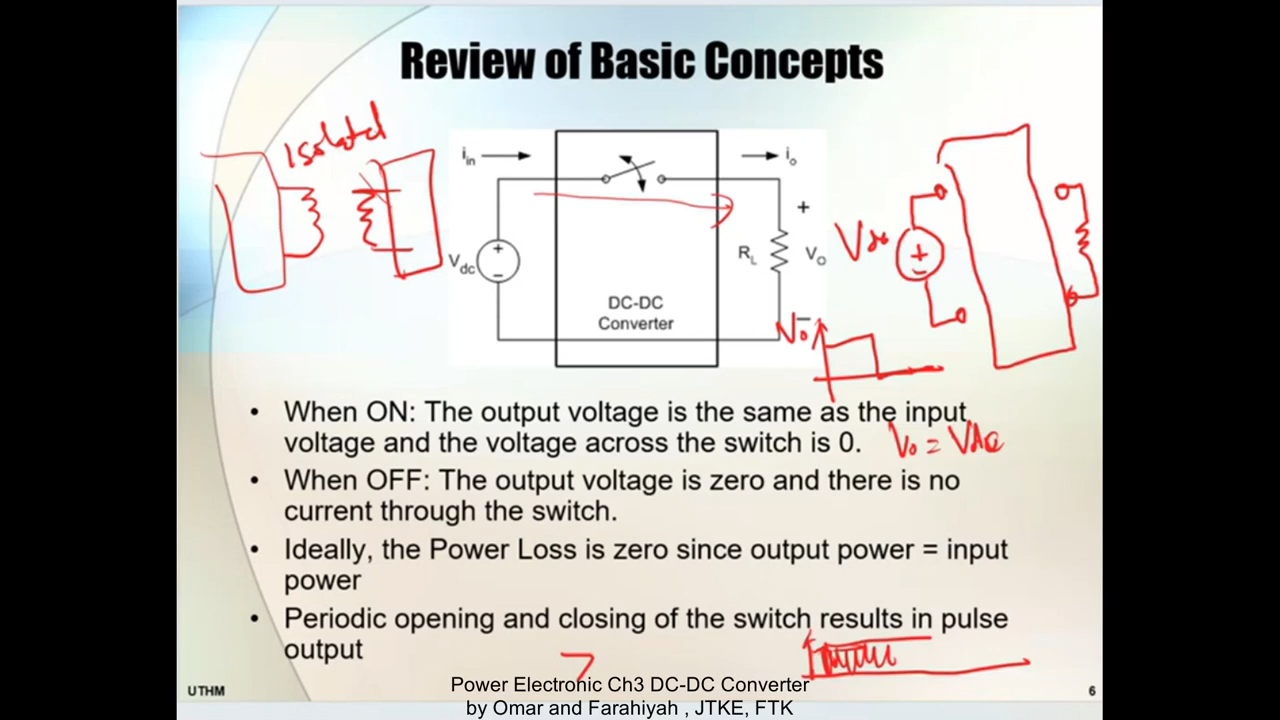 Review of Basic Concepts
Isolated
i_in
i_o
+
V_dc
+
−
R_L
V_O
−
DC-DC
Converter
+
−
V_o
When ON: The output voltage is the same as the input
voltage and the voltage across the switch is 0.
V_o =
When OFF: The output voltage is zero and there is no
current through the switch.
Ideally, the Power Loss is zero since output power = input
power
Periodic opening and closing of the switch results in pulse
output
UTHM
Power Electronic Ch3 DC-DC Converter
6
by Omar and Farahiyah , JTKE, FTK